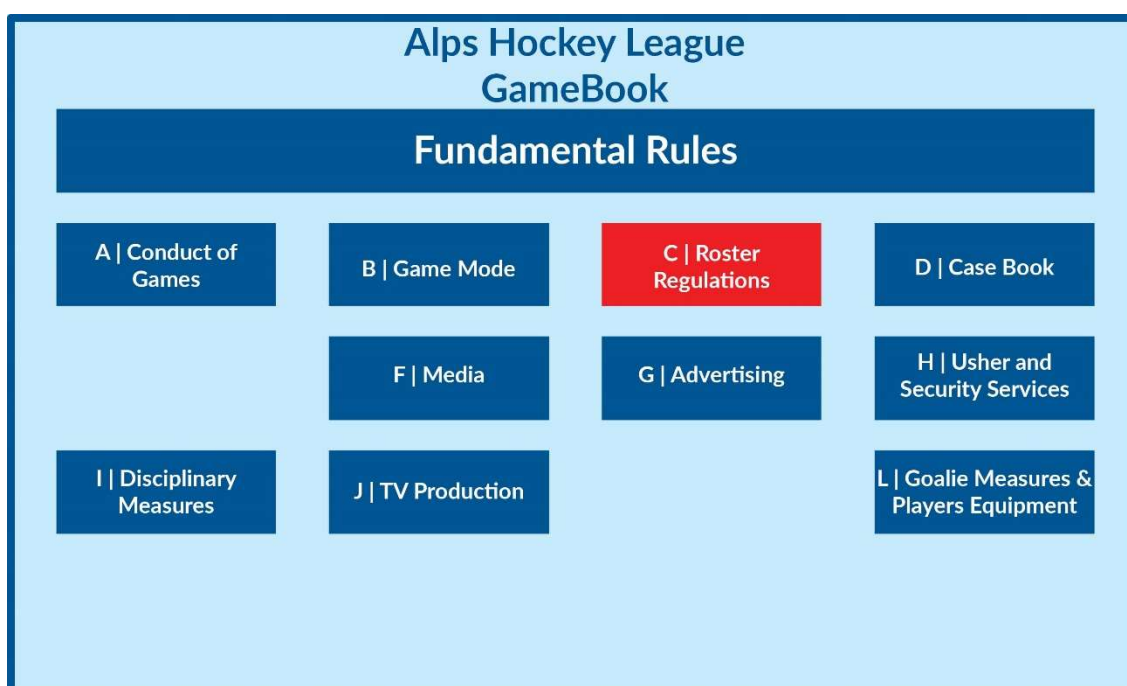 Alps Hockey League
GameBook
Fundamental Rules
A | Conduct of
Games
B | Game Mode
C | Roster
Regulations
D | Case Book
F | Media
G | Advertising
H | Usher and
Security Services
I | Disciplinary
Measures
J | TV Production
L | Goalie Measures &
Players Equipment